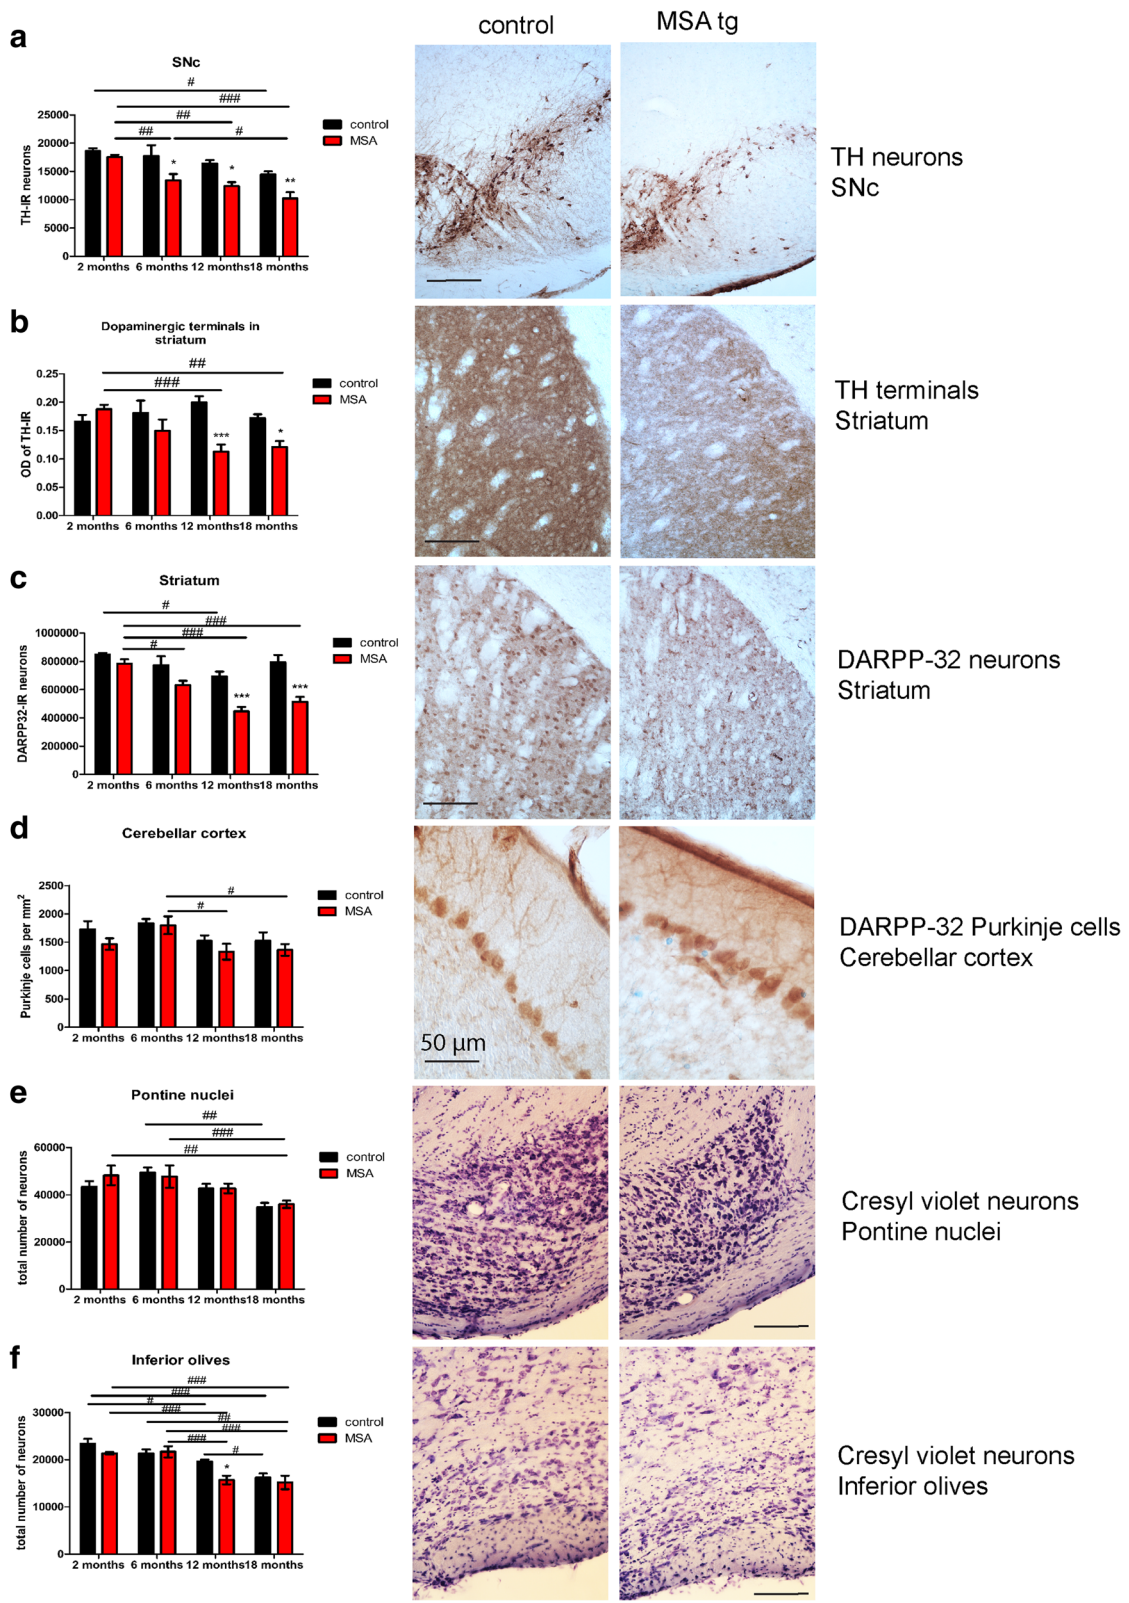 control
MSA tg
a
SNc
#
###
##
##
#
25000
20000
15000
10000
5000
0
TH-IR neurons
*
*
**
control
MSA
2 months
6 months
12 months
18 months
TH neurons
SNc
b
Dopaminergic terminals in
striatum
##
###
0.25
0.20
0.15
0.10
0.05
0.00
OD of TH-IR
***
*
control
MSA
2 months
6 months
12 months
18 months
TH terminals
Striatum
c
Striatum
#
###
###
#
1000000
800000
600000
400000
200000
0
DARPP32-IR neurons
***
***
control
MSA
2 months
6 months
12 months
18 months
DARPP-32 neurons
Striatum
d
Cerebellar cortex
#
#
2500
2000
1500
1000
500
0
Purkinje cells per mm²
control
MSA
2 months
6 months
12 months
18 months
50 µm
DARPP-32 Purkinje cells
Cerebellar cortex
e
Pontine nuclei
##
###
##
60000
40000
20000
0
total number of neurons
control
MSA
2 months
6 months
12 months
18 months
Cresyl violet neurons
Pontine nuclei
f
Inferior olives
###
###
#
###
##
###
###
#
30000
20000
10000
0
total number of neurons
*
control
MSA
2 months
6 months
12 months
18 months
Cresyl violet neurons
Inferior olives